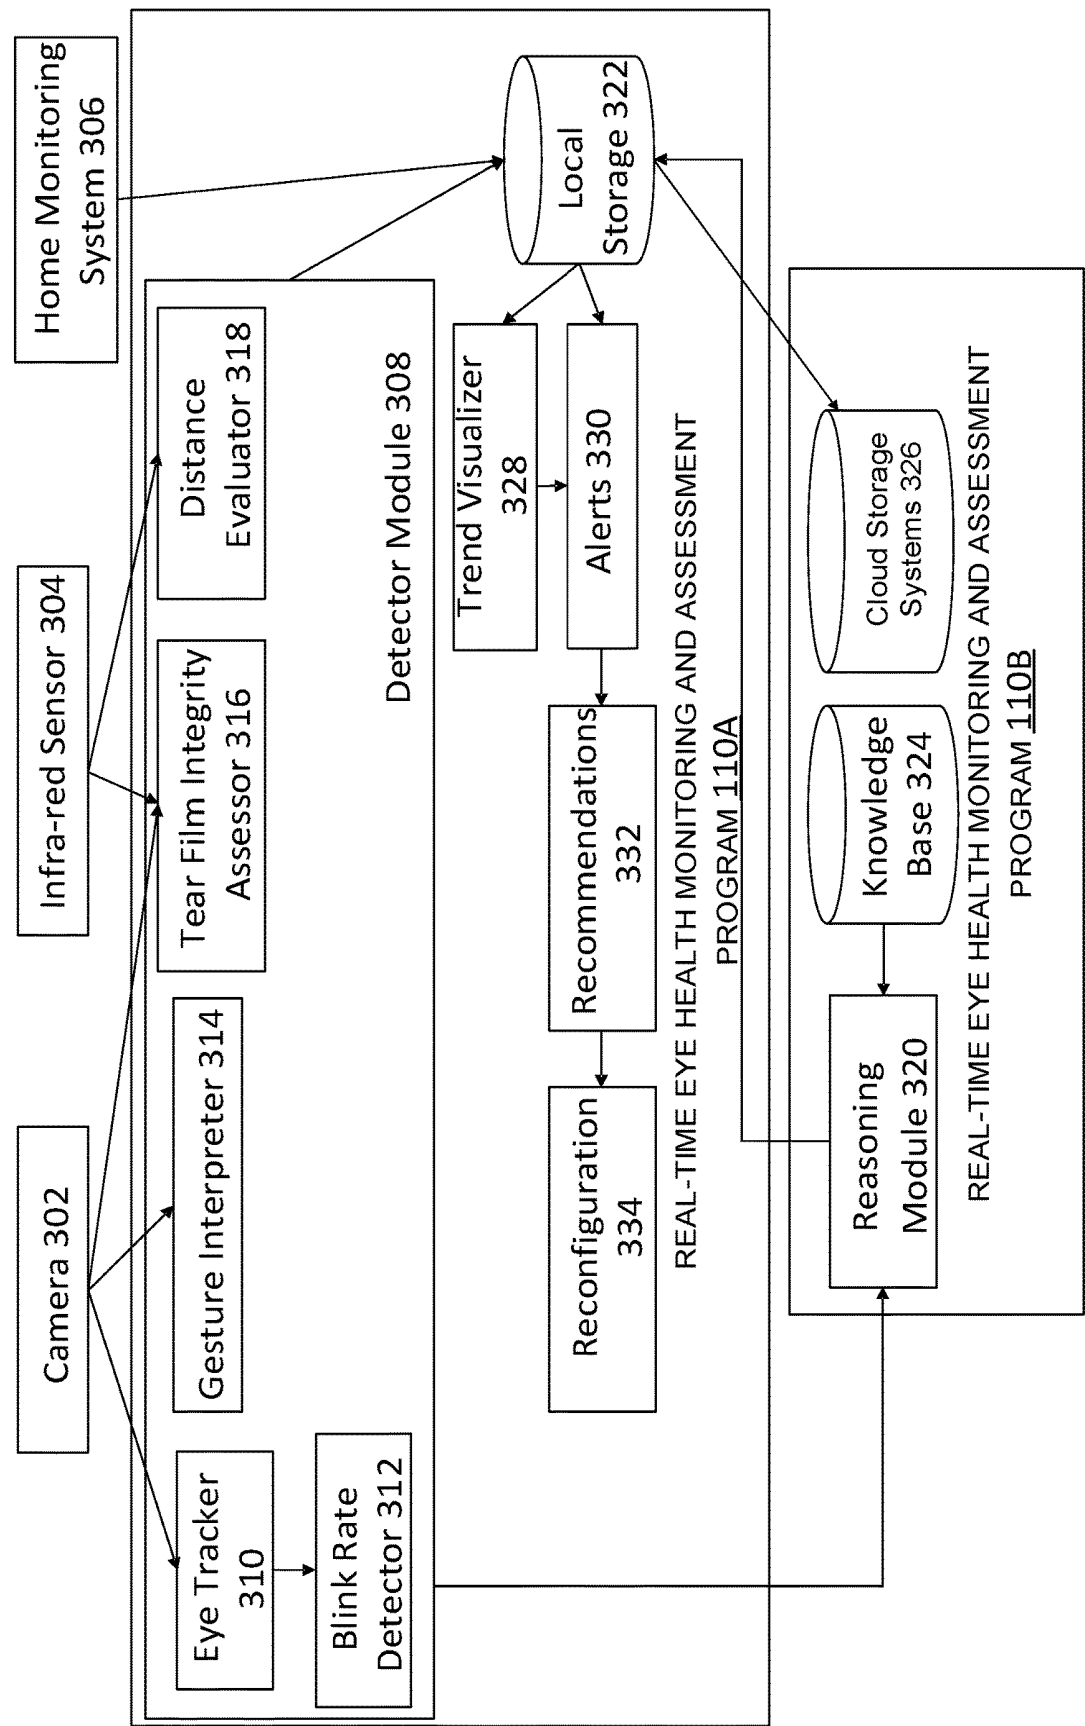 Camera 302
Infra-red Sensor 304
Home Monitoring
System 306
Eye Tracker
310
Blink Rate
Detector 312
Gesture Interpreter 314
Tear Film Integrity
Assessor 316
Distance
Evaluator 318
Detector Module 308
Local
Storage 322
Trend Visualizer
328
Alerts 330
Recommendations
332
Reconfiguration
334
REAL-TIME EYE HEALTH MONITORING AND ASSESSMENT
PROGRAM 110A
Reasoning
Module 320
Knowledge
Base 324
Cloud Storage
Systems 326
REAL-TIME EYE HEALTH MONITORING AND ASSESSMENT
PROGRAM 110B